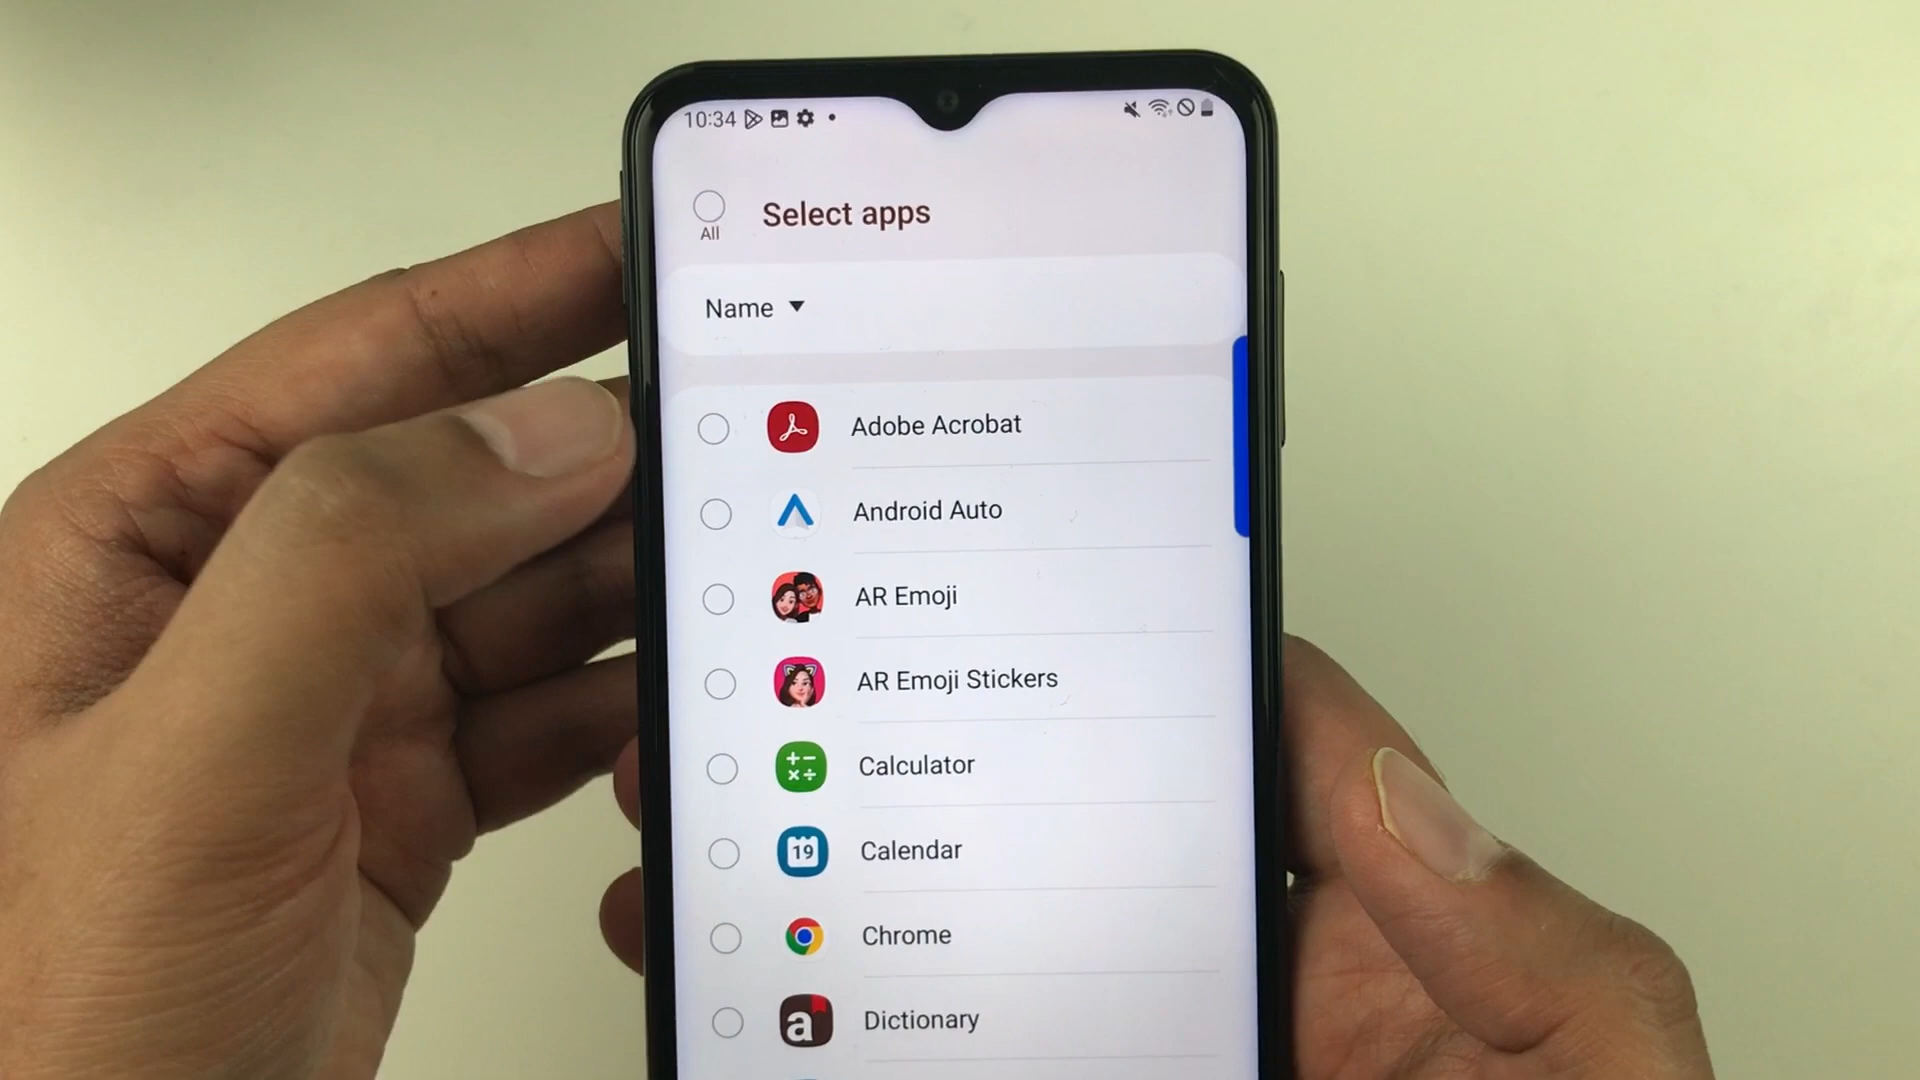 10:34
All
Select apps
Name
Adobe Acrobat
Android Auto
AR Emoji
AR Emoji Stickers
Calculator
19
Calendar
Chrome
a
Dictionary